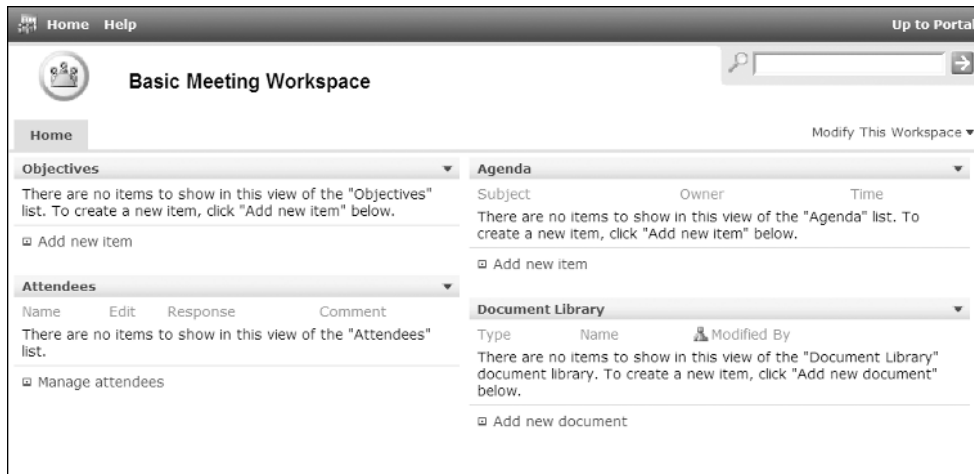 Home Help Up to Portal
Basic Meeting Workspace
Home Modify This Workspace
Objectives
There are no items to show in this view of the "Objectives"
list. To create a new item, click "Add new item" below.
Add new item
Attendees
Name Edit Response Comment
There are no items to show in this view of the "Attendees"
list.
Manage attendees
Agenda
Subject Owner Time
There are no items to show in this view of the "Agenda" list. To
create a new item, click "Add new item" below.
Add new item
Document Library
Type Name Modified By
There are no items to show in this view of the "Document Library"
document library. To create a new item, click "Add new document"
below.
Add new document